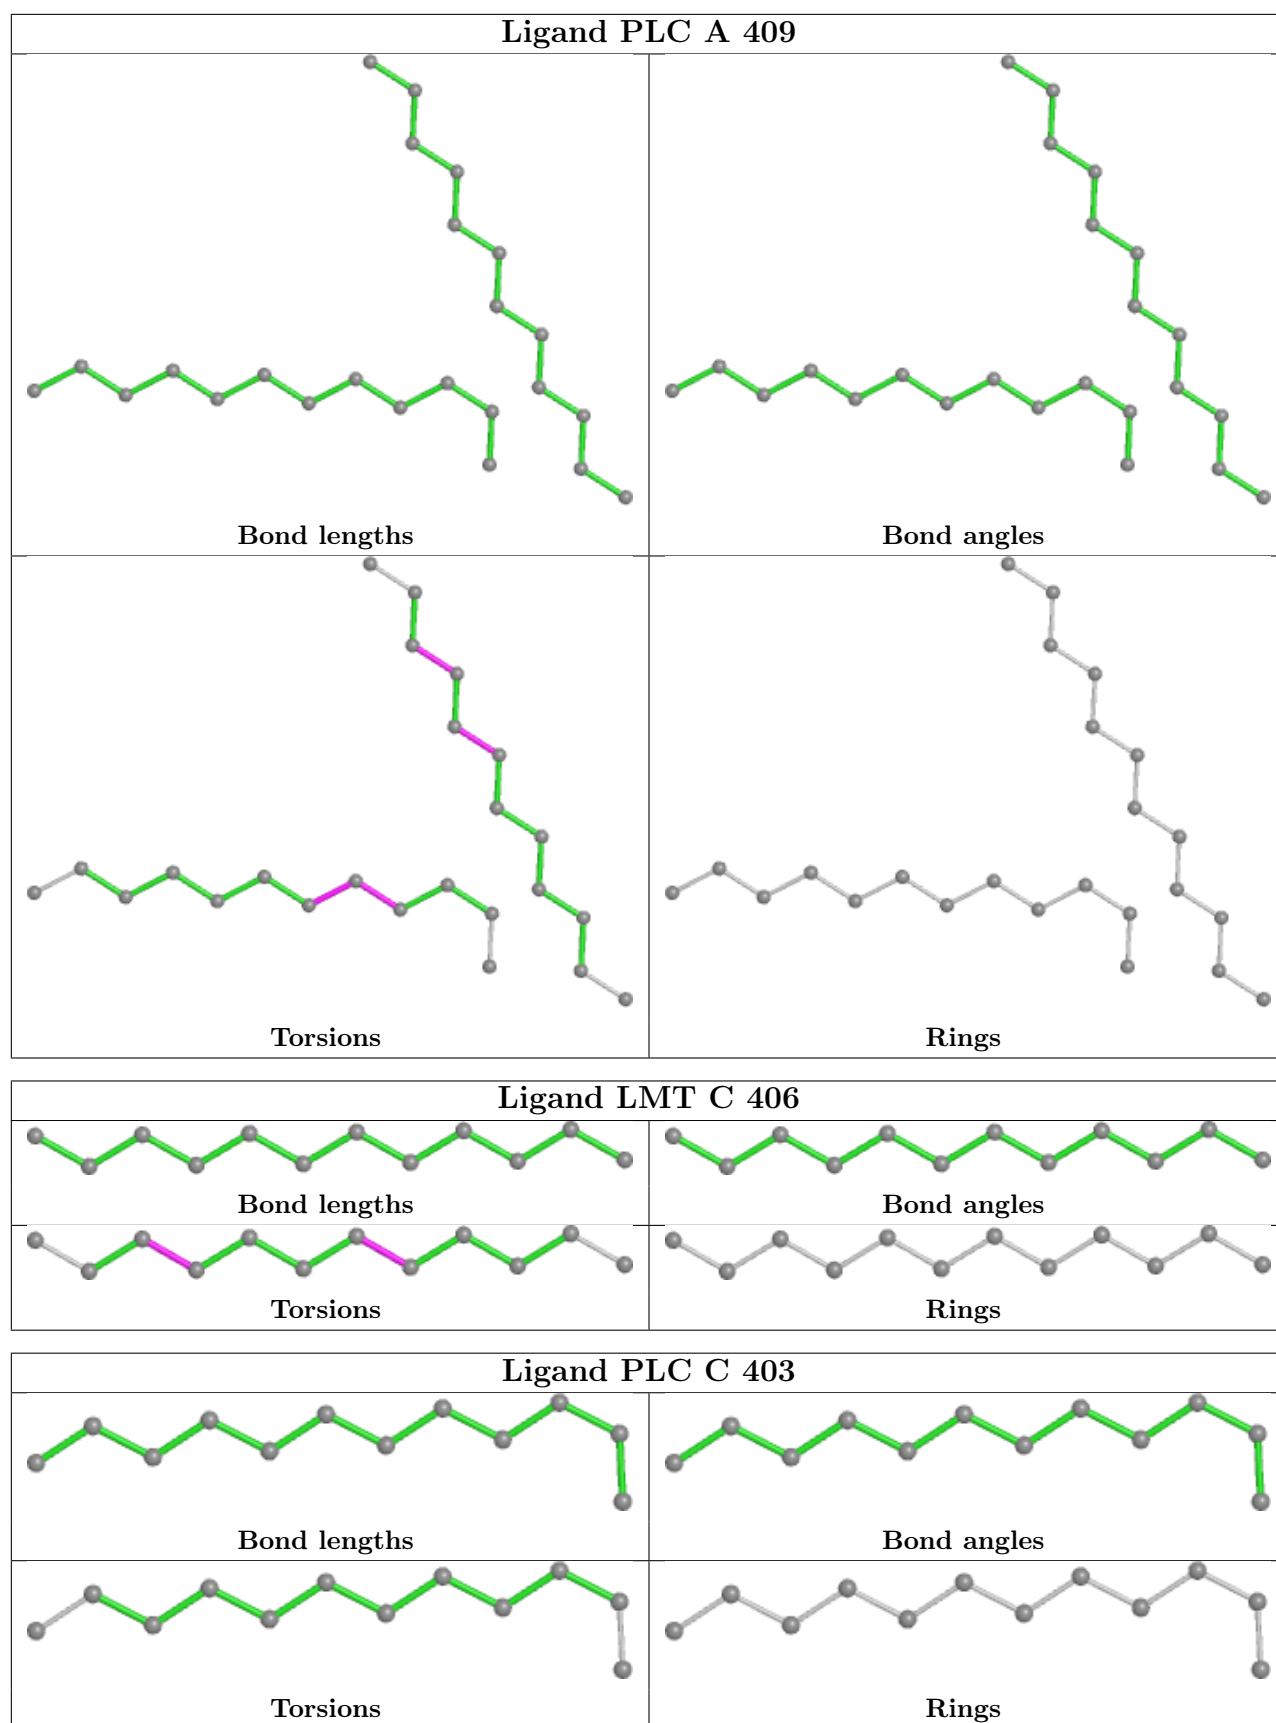 Ligand PLC A 409
Bond lengths
Bond angles
Torsions
Rings
Ligand LMT C 406
Bond lengths
Bond angles
Torsions
Rings
Ligand PLC C 403
Bond lengths
Bond angles
Torsions
Rings